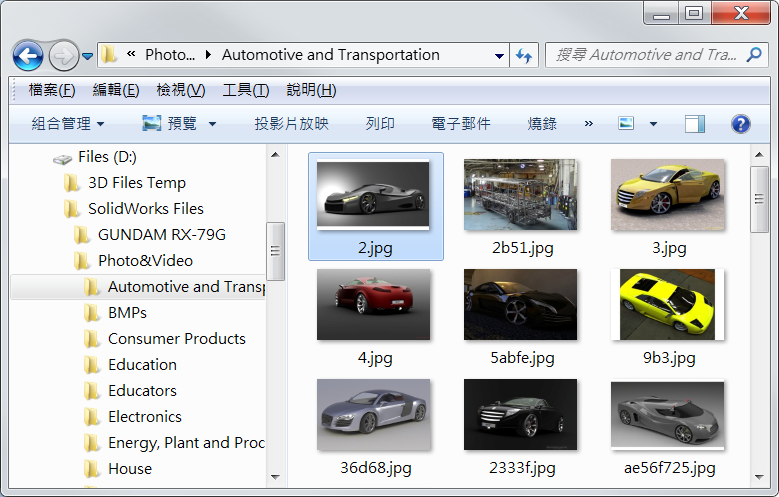 « Photo... Automotive and Transportation
搜尋 Automotive and Tra...
檔案(F) 編輯(E) 檢視(V) 工具(T) 說明(H)
組合管理 預覽 投影片放映 列印 電子郵件 燒錄 »
Files (D:)
3D Files Temp
SolidWorks Files
GUNDAM RX-79G
Photo&Video
Automotive and Transp
BMPs
Consumer Products
Education
Educators
Electronics
Energy, Plant and Proc
House
2.jpg 2b51.jpg 3.jpg
4.jpg 5abfe.jpg 9b3.jpg
36d68.jpg 2333f.jpg ae56f725.jpg